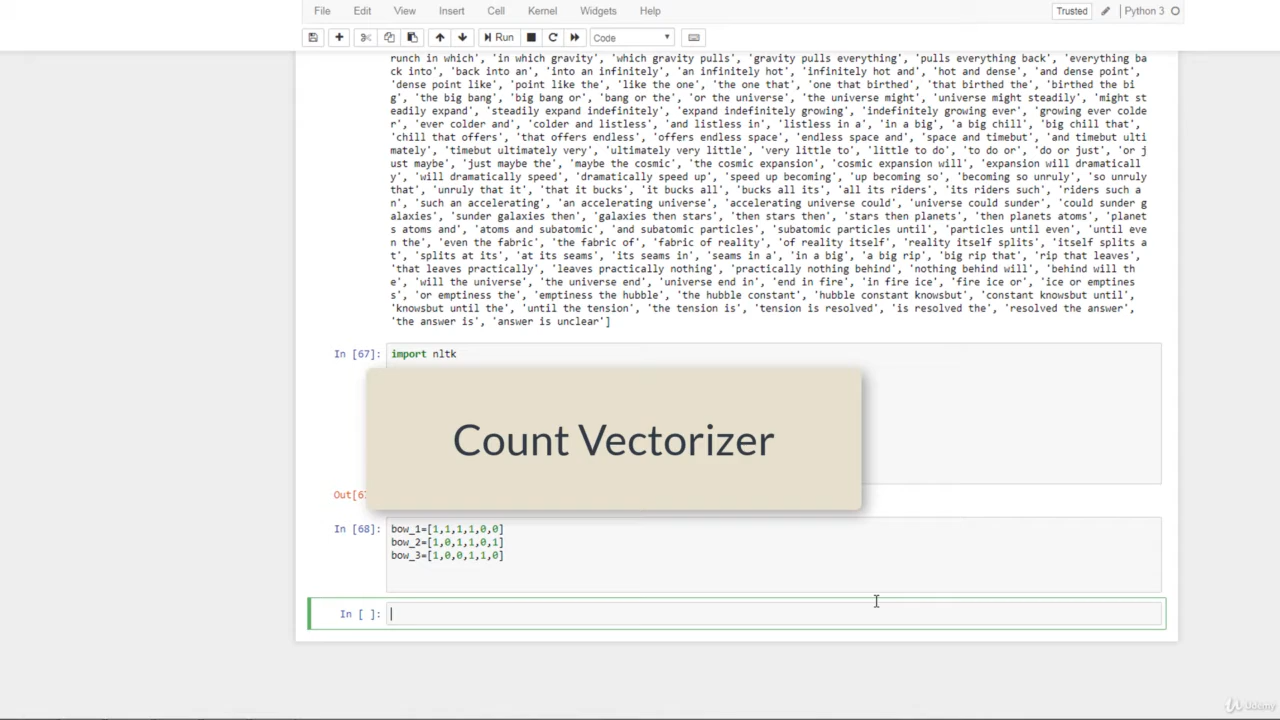 File Edit View Insert Cell Kernel Widgets Help Trusted Python 3
Run Code
runch in which', 'in which gravity', 'which gravity pulls', 'gravity pulls everything', 'pulls everything back', 'everything ba
ck into', 'back into an', 'into an infinitely', 'an infinitely hot', 'infinitely hot and', 'hot and dense', 'and dense point',
'dense point like', 'point like the', 'like the one', 'the one that', 'one that birthed', 'that birthed the', 'birthed the bi
g', 'the big bang', 'big bang or', 'bang or the', 'or the universe', 'the universe might', 'universe might steadily', 'might st
eadily expand', 'steadily expand indefinitely', 'expand indefinitely growing', 'indefinitely growing ever', 'growing ever colde
r', 'ever colder and', 'colder and listless', 'and listless in', 'listless in a', 'in a big', 'a big chill', 'big chill that',
'chill that offers', 'that offers endless', 'offers endless space', 'endless space and', 'space and timebut', 'and timebut ulti
mately', 'timebut ultimately very', 'ultimately very little', 'very little to', 'little to do', 'to do or', 'do or just', 'or j
ust maybe', 'just maybe the', 'maybe the cosmic', 'the cosmic expansion', 'cosmic expansion will', 'expansion will dramaticall
y', 'will dramatically speed', 'dramatically speed up', 'speed up becoming', 'up becoming so', 'becoming so unruly', 'so unruly
that', 'unruly that it', 'that it bucks', 'it bucks all', 'bucks all its', 'all its riders', 'its riders such', 'riders such a
n', 'such an accelerating', 'an accelerating universe', 'accelerating universe could', 'universe could sunder', 'could sunder g
alaxies', 'sunder galaxies then', 'galaxies then stars', 'then stars then', 'stars then planets', 'then planets atoms', 'planet
s atoms and', 'atoms and subatomic', 'and subatomic particles', 'subatomic particles until', 'particles until even', 'until eve
n the', 'even the fabric', 'the fabric of', 'fabric of reality', 'of reality itself', 'reality itself splits', 'itself splits a
t', 'splits at its', 'at its seams', 'its seams in', 'seams in a', 'in a big', 'a big rip', 'big rip that', 'rip that leaves',
'that leaves practically', 'leaves practically nothing', 'practically nothing behind', 'nothing behind will', 'behind will th
e', 'will the universe', 'the universe end', 'universe end in', 'end in fire', 'in fire ice', 'fire ice or', 'ice or emptines
s', 'or emptiness the', 'emptiness the hubble', 'the hubble constant', 'hubble constant knowsbut', 'constant knowsbut until',
'knowsbut until the', 'until the tension', 'the tension is', 'tension is resolved', 'is resolved the', 'resolved the answer',
'the answer is', 'answer is unclear']
In [67]: import nltk
Count Vectorizer
Out[6
In [68]: bow_1=[1,1,1,1,0,0]
bow_2=[1,0,1,1,0,1]
bow_3=[1,0,0,1,1,0]
In [ ]:
Udemy